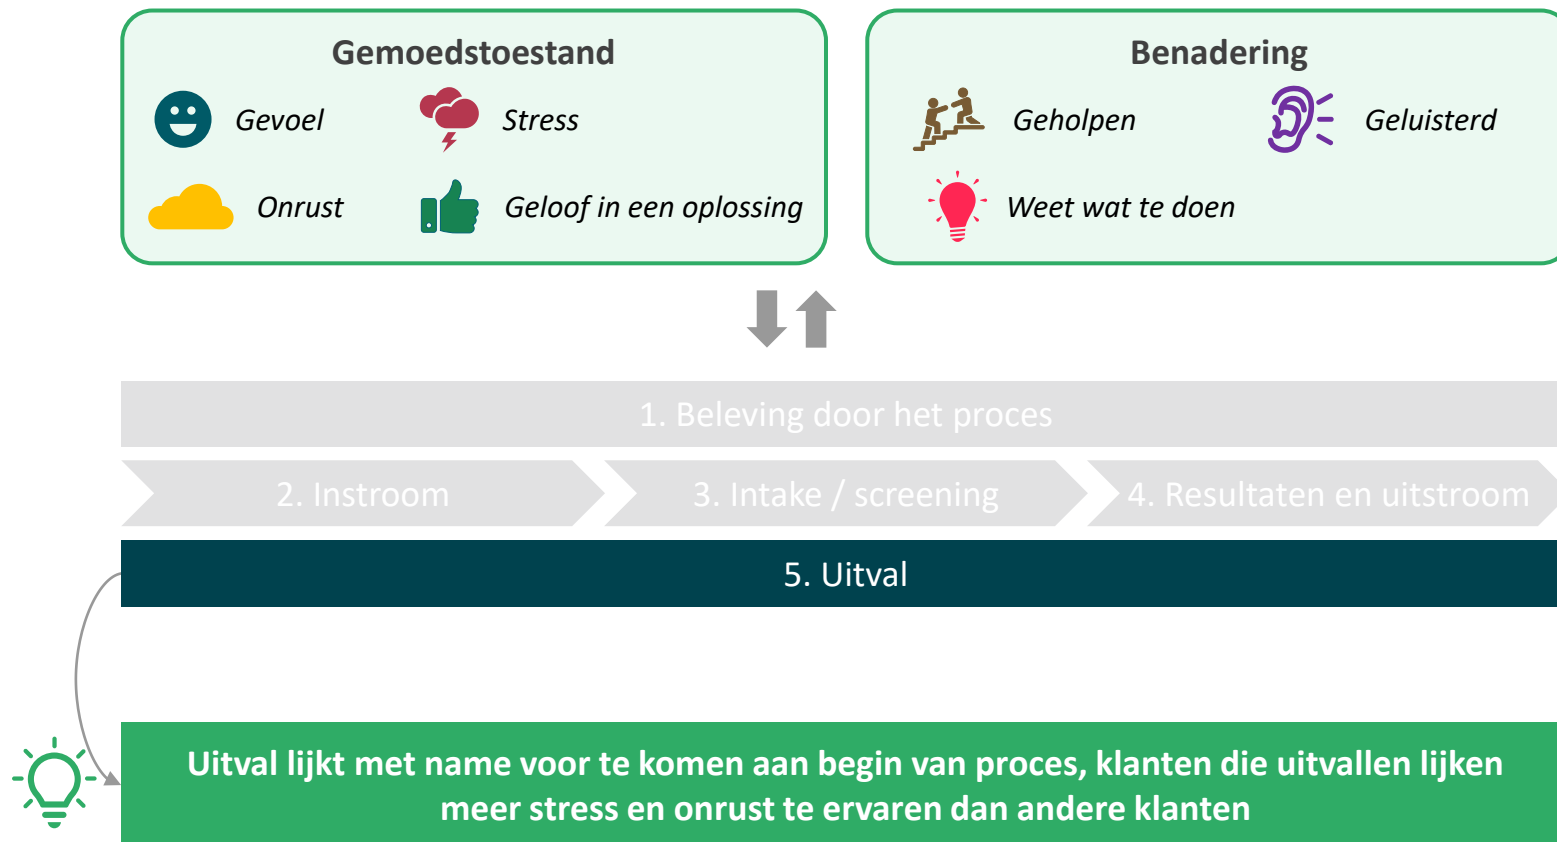 Gemoedstoestand
Gevoel
Stress
Onrust
Geloof in een oplossing
Benadering
Geholpen
Geluisterd
Weet wat te doen
1. Beleving door het proces
2. Instroom
3. Intake / screening
4. Resultaten en uitstroom
5. Uitval
Uitval lijkt met name voor te komen aan begin van proces, klanten die uitvallen lijken
meer stress en onrust te ervaren dan andere klanten